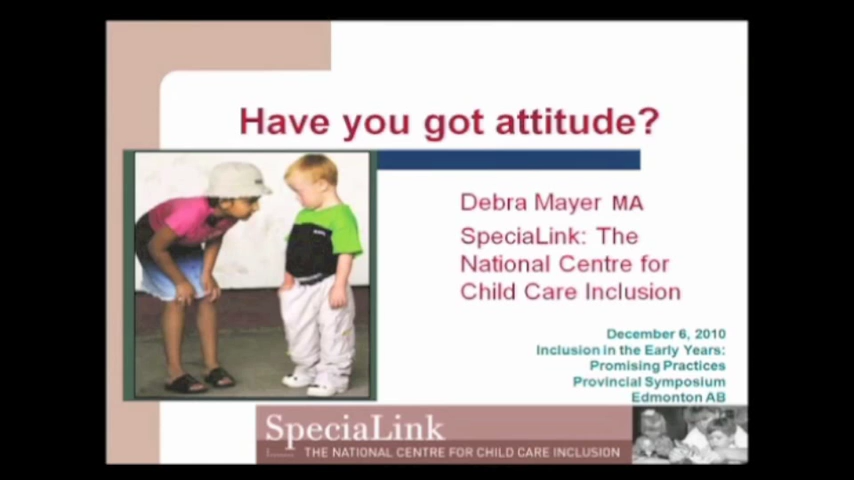 Have you got attitude?
Debra Mayer MA
SpeciaLink: The
National Centre for
Child Care Inclusion
December 6, 2010
Inclusion in the Early Years:
Promising Practices
Provincial Symposium
Edmonton AB
SpeciaLink
THE NATIONAL CENTRE FOR CHILD CARE INCLUSION